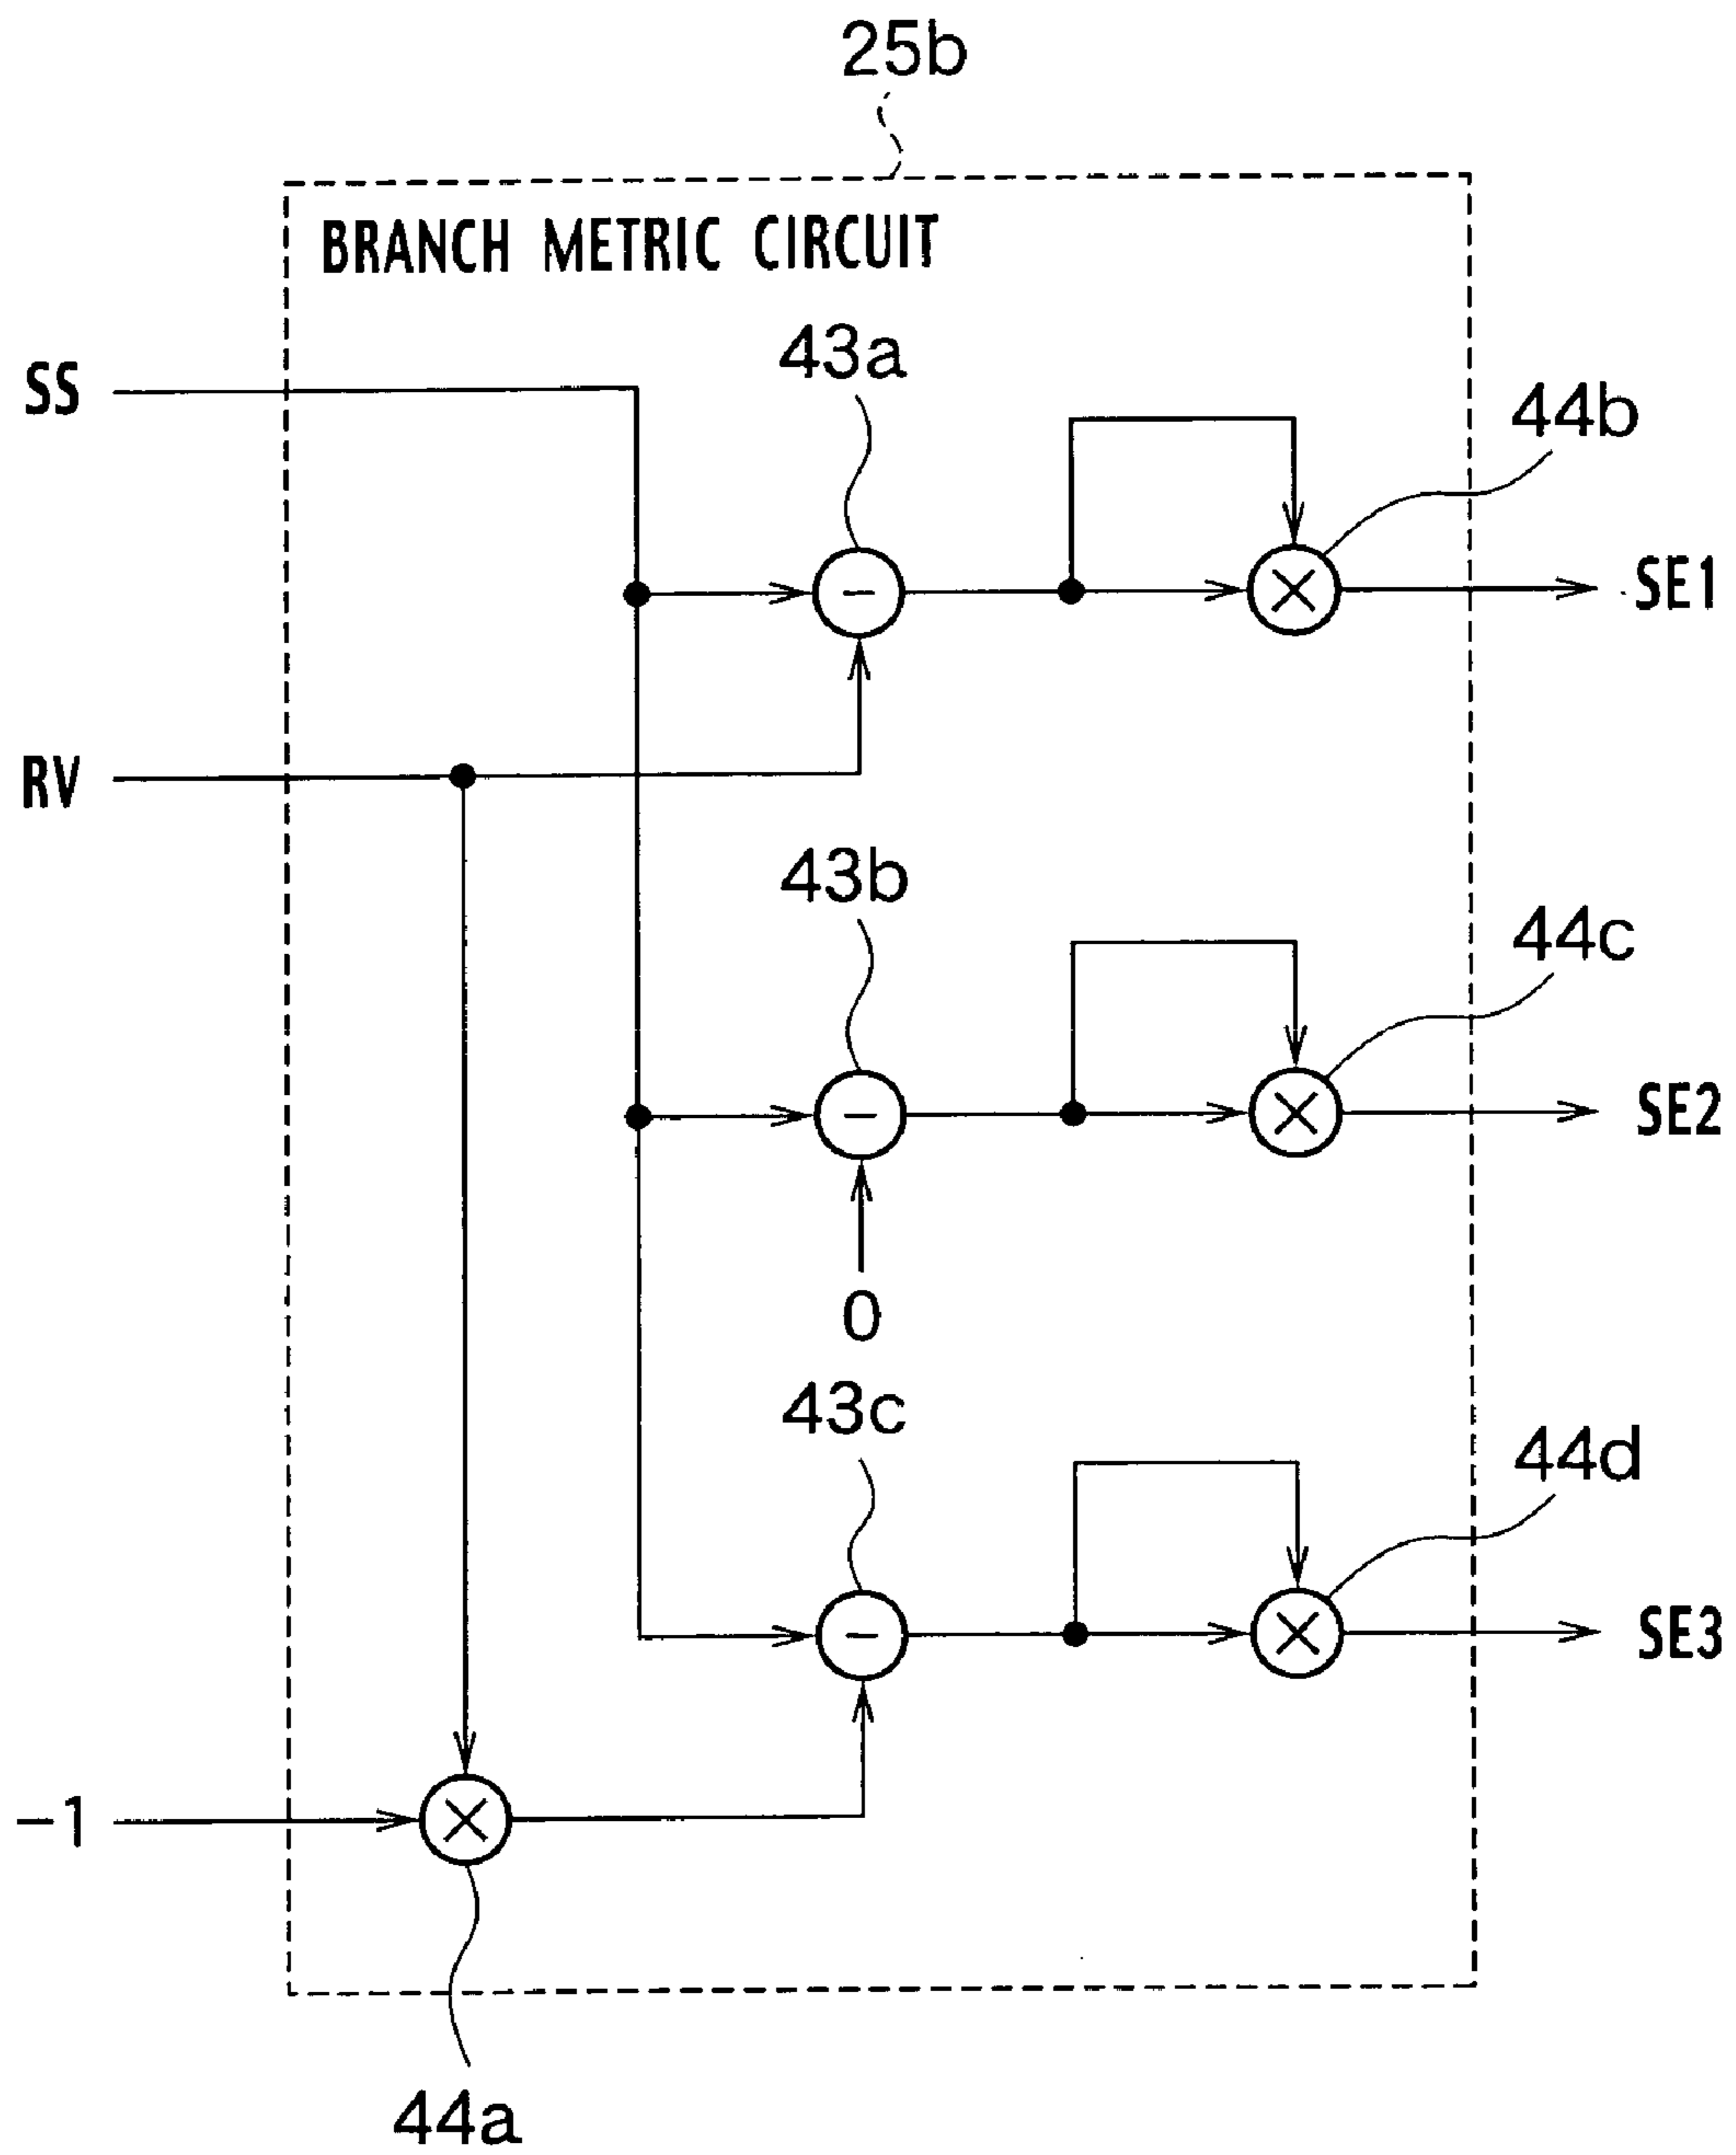 25b
BRANCH METRIC CIRCUIT
43a
SS
44b
SE1
RV
43b
44c
SE2
0
43c
44d
SE3
−1
44a